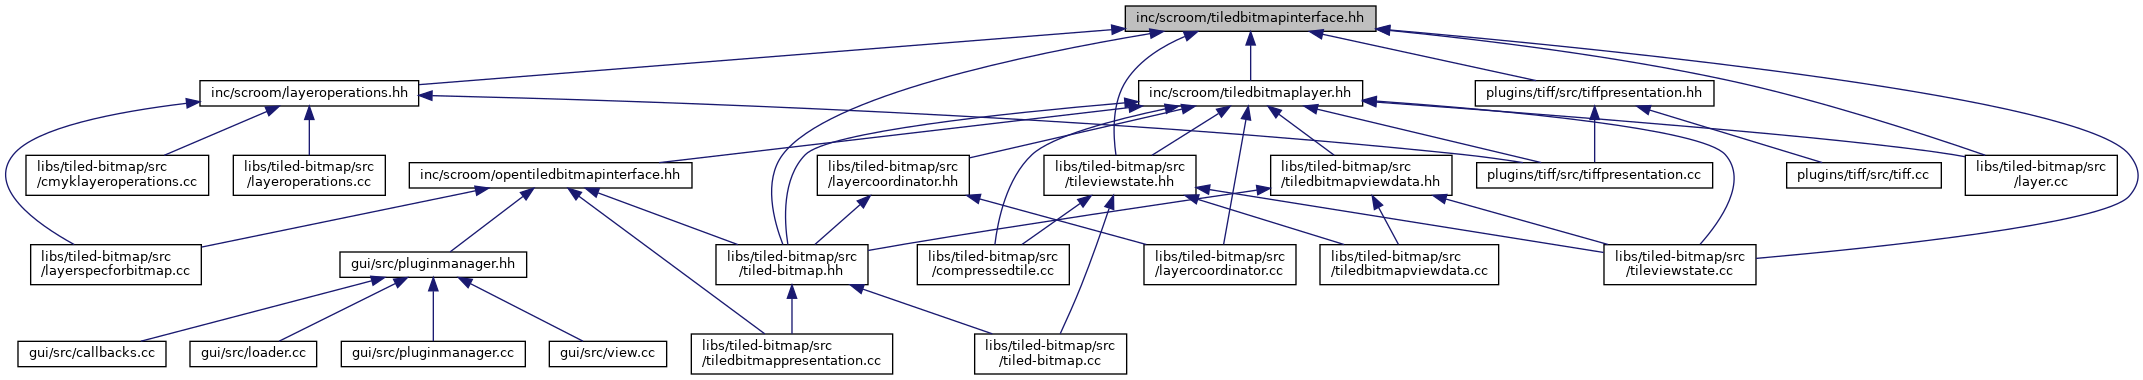 inc/scroom/tiledbitmapinterface.hh
inc/scroom/layeroperations.hh
inc/scroom/tiledbitmaplayer.hh
plugins/tiff/src/tiffpresentation.hh
libs/tiled-bitmap/src
/cmyklayeroperations.cc
libs/tiled-bitmap/src
/layeroperations.cc
inc/scroom/opentiledbitmapinterface.hh
libs/tiled-bitmap/src
/layercoordinator.hh
libs/tiled-bitmap/src
/tileviewstate.hh
libs/tiled-bitmap/src
/tiledbitmapviewdata.hh
plugins/tiff/src/tiffpresentation.cc
plugins/tiff/src/tiff.cc
libs/tiled-bitmap/src
/layer.cc
libs/tiled-bitmap/src
/layerspecforbitmap.cc
gui/src/pluginmanager.hh
libs/tiled-bitmap/src
/tiled-bitmap.hh
libs/tiled-bitmap/src
/compressedtile.cc
libs/tiled-bitmap/src
/layercoordinator.cc
libs/tiled-bitmap/src
/tiledbitmapviewdata.cc
libs/tiled-bitmap/src
/tileviewstate.cc
gui/src/callbacks.cc
gui/src/loader.cc
gui/src/pluginmanager.cc
gui/src/view.cc
libs/tiled-bitmap/src
/tiledbitmappresentation.cc
libs/tiled-bitmap/src
/tiled-bitmap.cc